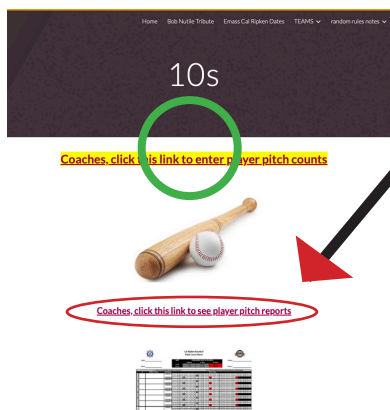 Home Bob Nutile Tribute Emass Cal Ripken Dates TEAMS random rules notes
10s
Coaches, click this link to enter player pitch counts
Coaches, click this link to see player pitch reports